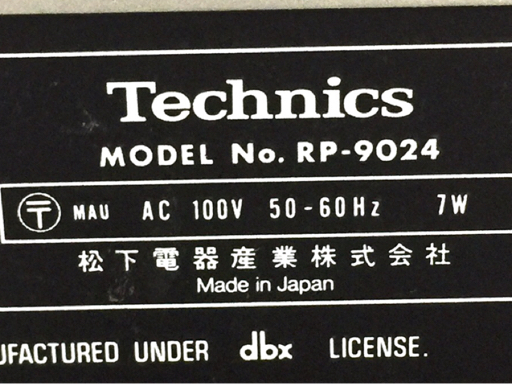 Technics
MODEL No. RP-9024
〒 MAU AC 100V 50-60Hz 7W
松下電器産業株式会社
Made in Japan
UFACTURED UNDER dbx LICENSE.